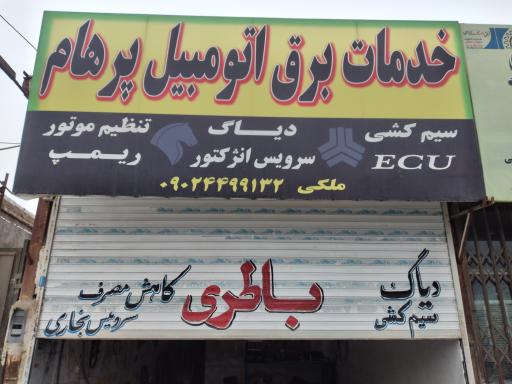 خدمات برق اتومبیل پرهام
سیم کشی دیاگ تنظیم موتور
ECU سرویس انژکتور ریمپ
ملکی ۰۹۰۲۴۴۹۹۱۳۲
دیاگ باطری کاهش مصرف
سیم کشی سرویس بخاری